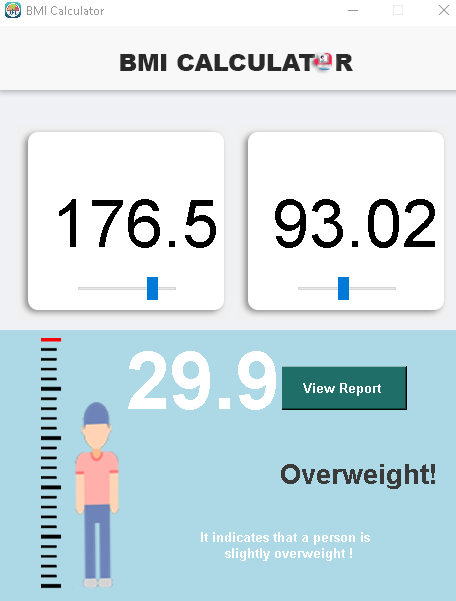 BMI Calculator
BMI CALCULATOR
176.5 93.02
29.9
View Report
Overweight!
It indicates that a person is
slightly overweight !